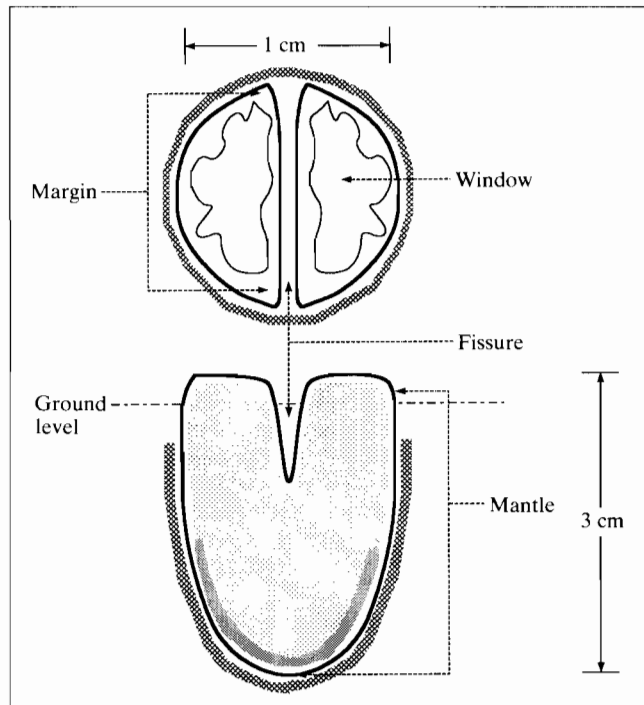 1 cm
Margin
Window
Fissure
Ground
level
Mantle
3 cm